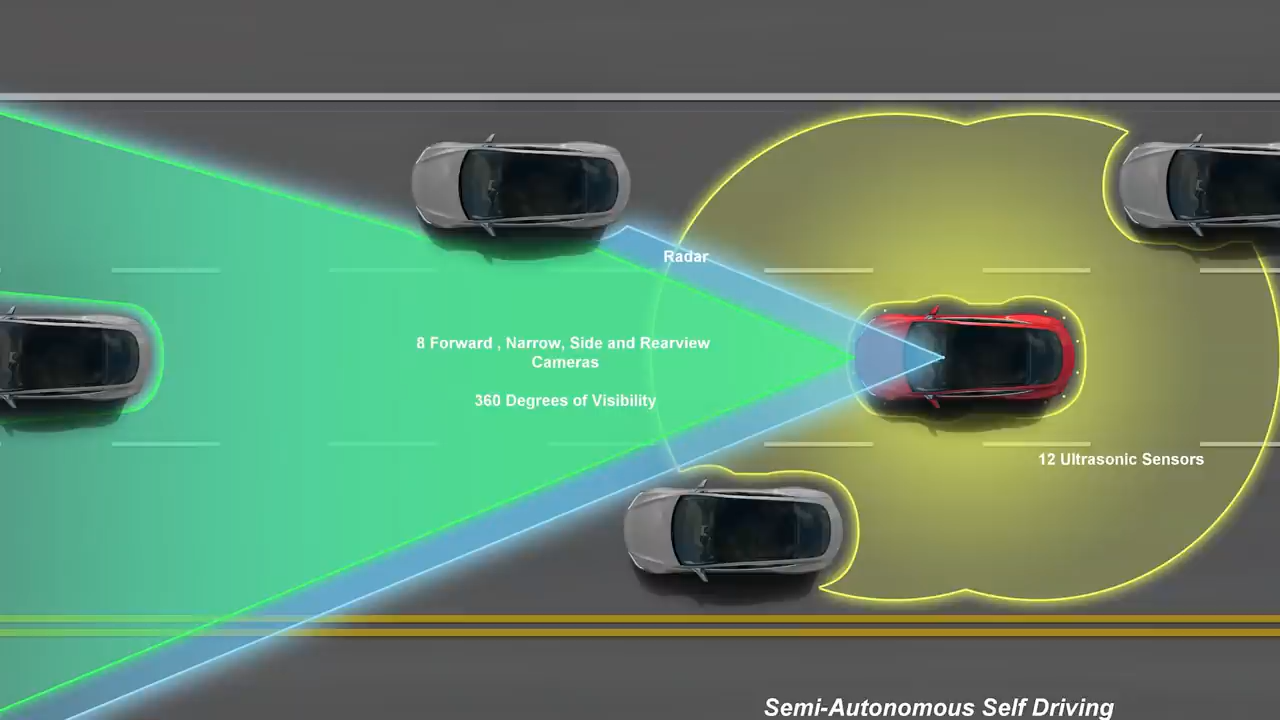 Radar
8 Forward , Narrow, Side and Rearview
Cameras
360 Degrees of Visibility
12 Ultrasonic Sensors
Semi-Autonomous Self Driving